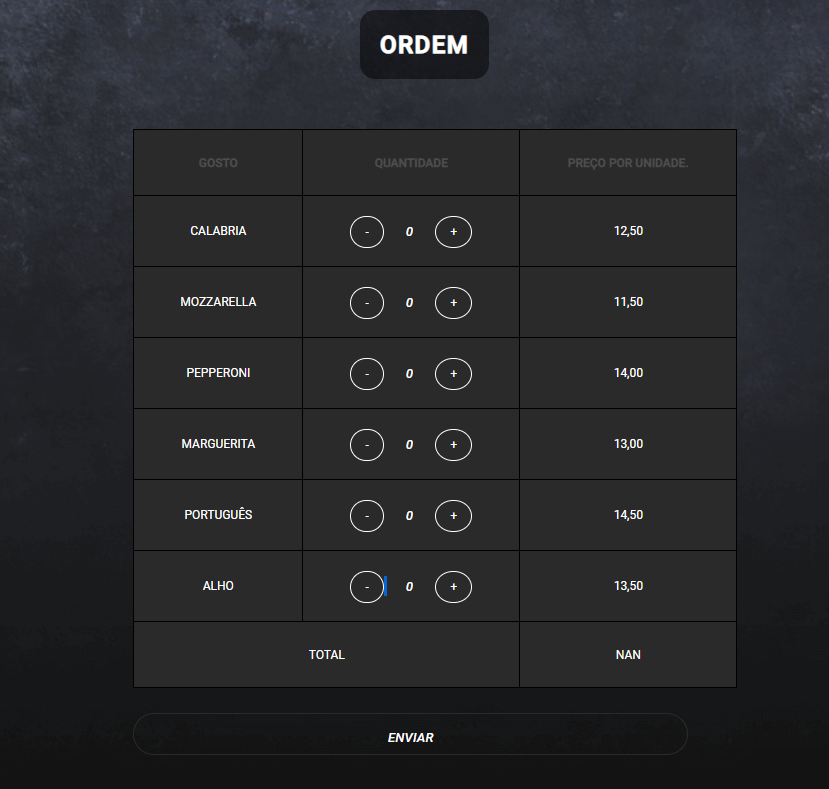 ORDEM
GOSTO QUANTIDADE PREÇO POR UNIDADE.
CALABRIA - 0 + 12,50
MOZZARELLA - 0 + 11,50
PEPPERONI - 0 + 14,00
MARGUERITA - 0 + 13,00
PORTUGUÊS - 0 + 14,50
ALHO - 0 + 13,50
TOTAL NAN
ENVIAR